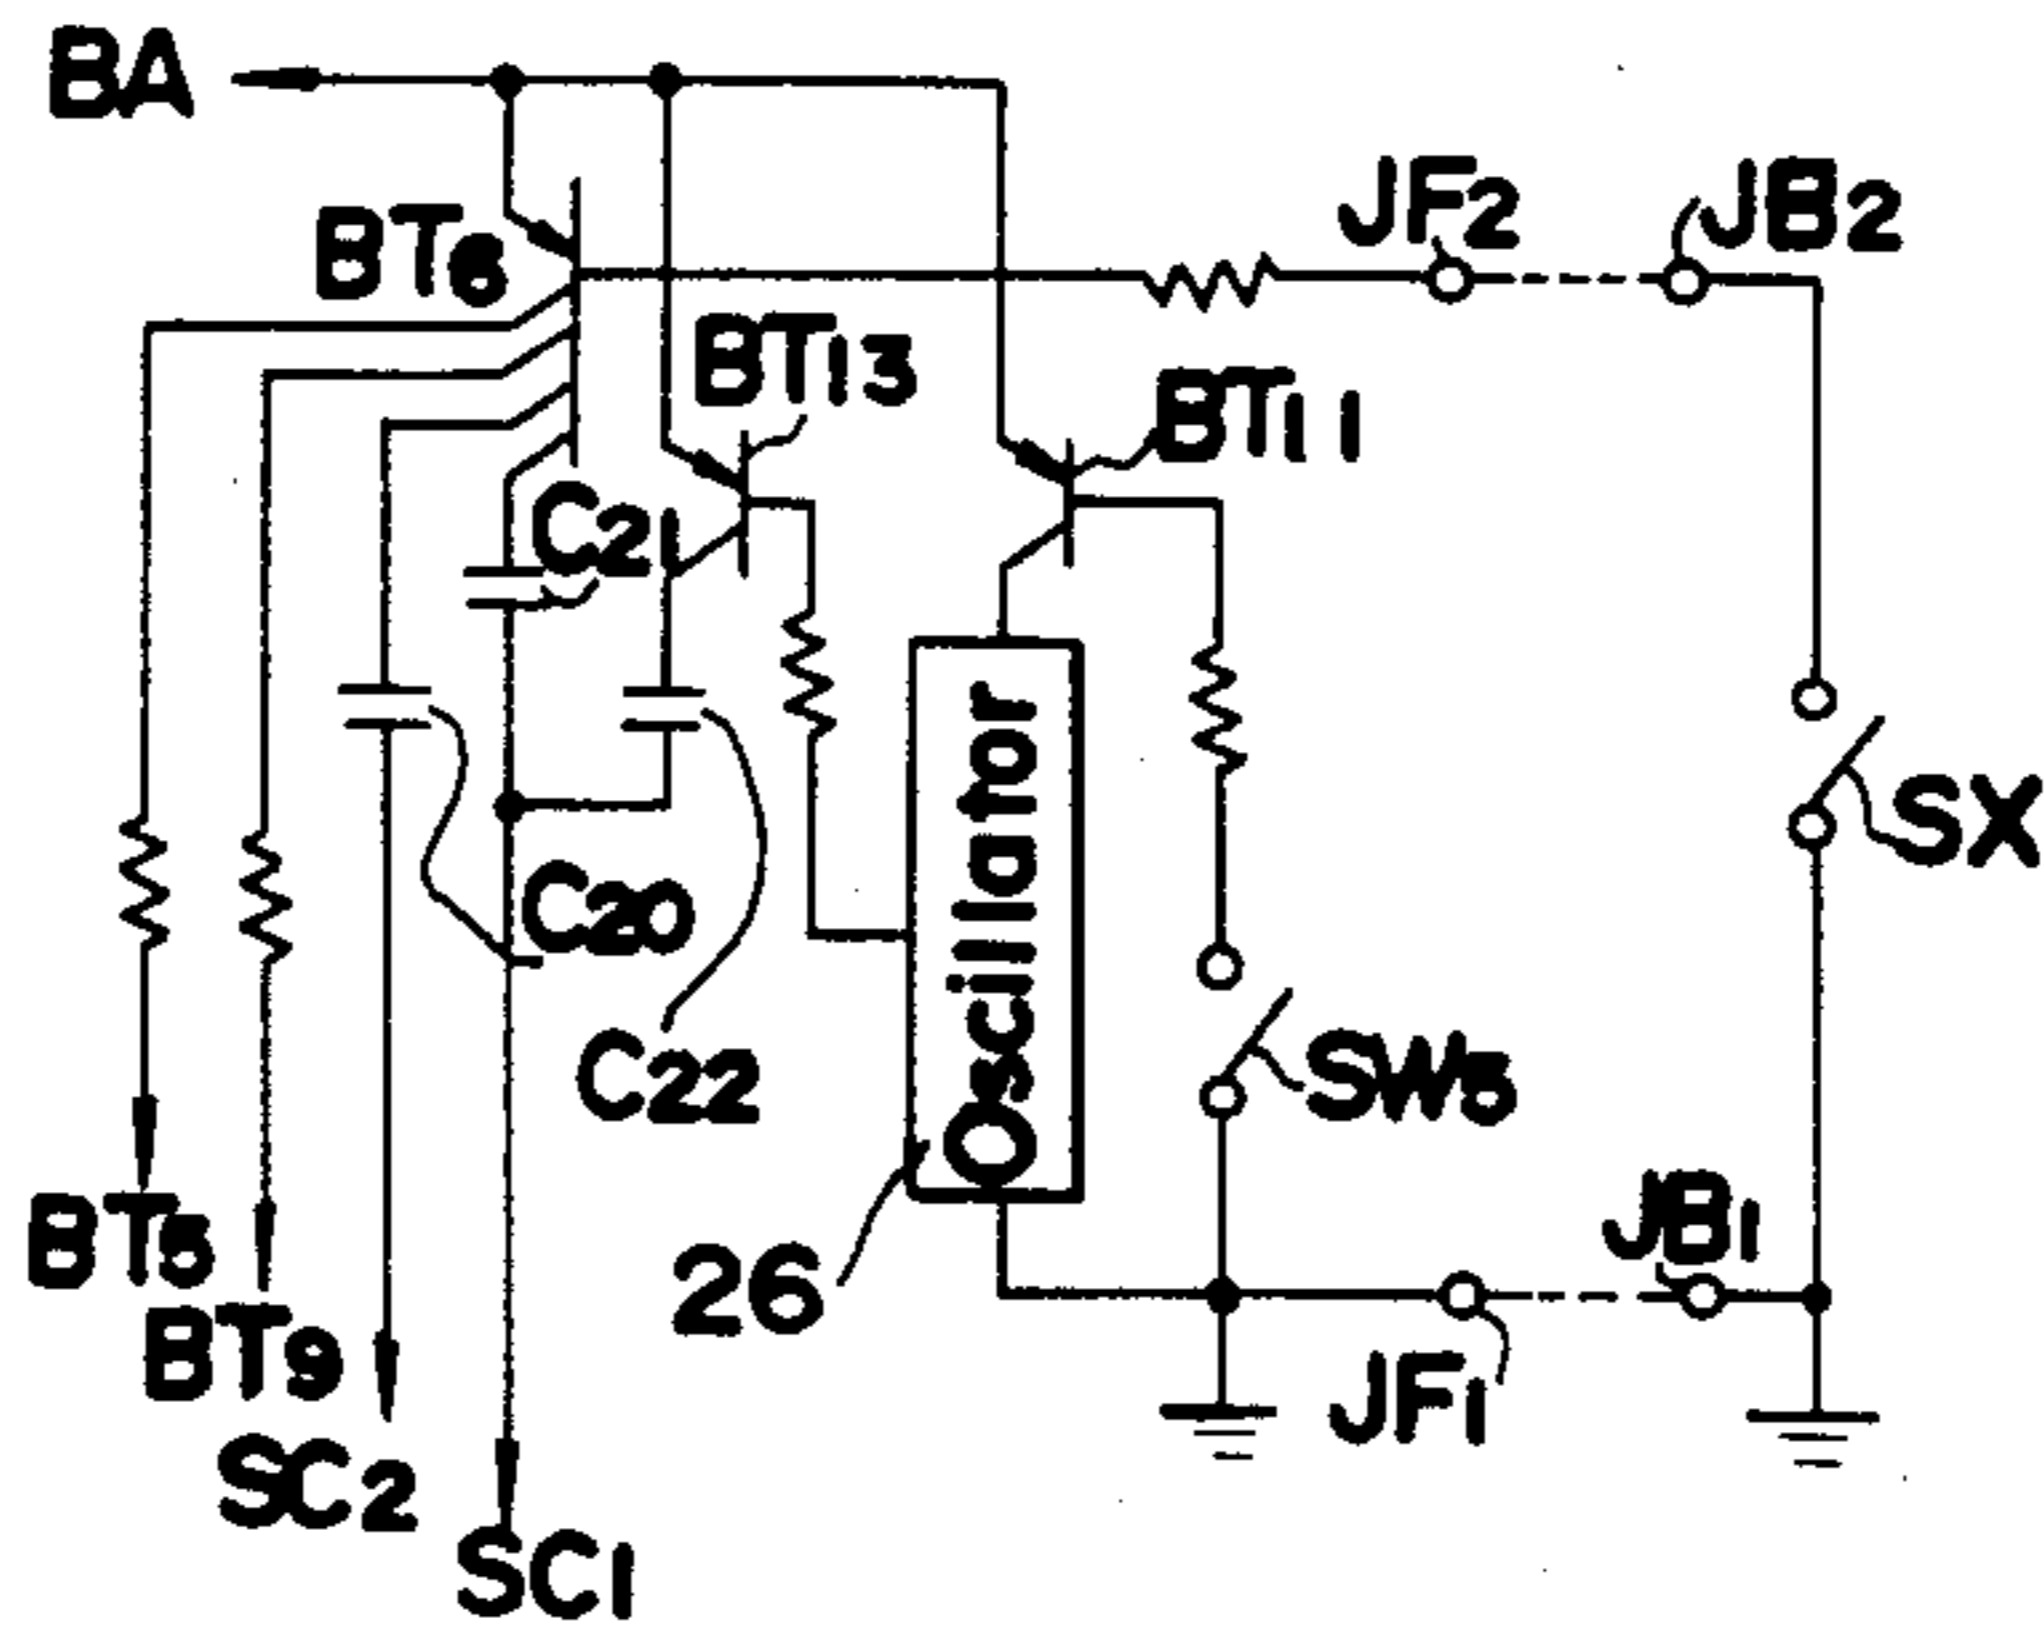 BA
JF2
JB2
BT6
BT13
BT11
C21
SX
C20
Oscillator
C22
SW5
BT5
JB1
26
BT9
JF1
SC2
SC1